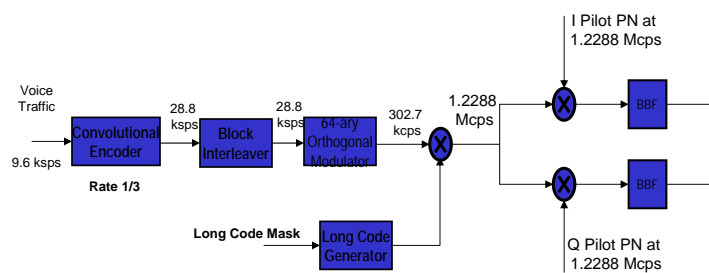 I Pilot PN at
1.2288 Mcps
Voice
Traffic
9.6 ksps
Convolutional
Encoder
Rate 1/3
28.8
ksps
Block
Interleaver
28.8
ksps
64-ary
Orthogonal
Modulator
302.7
kcps
X
1.2288
Mcps
X
BBF
X
BBF
Long Code Mask
Long Code
Generator
Q Pilot PN at
1.2288 Mcps